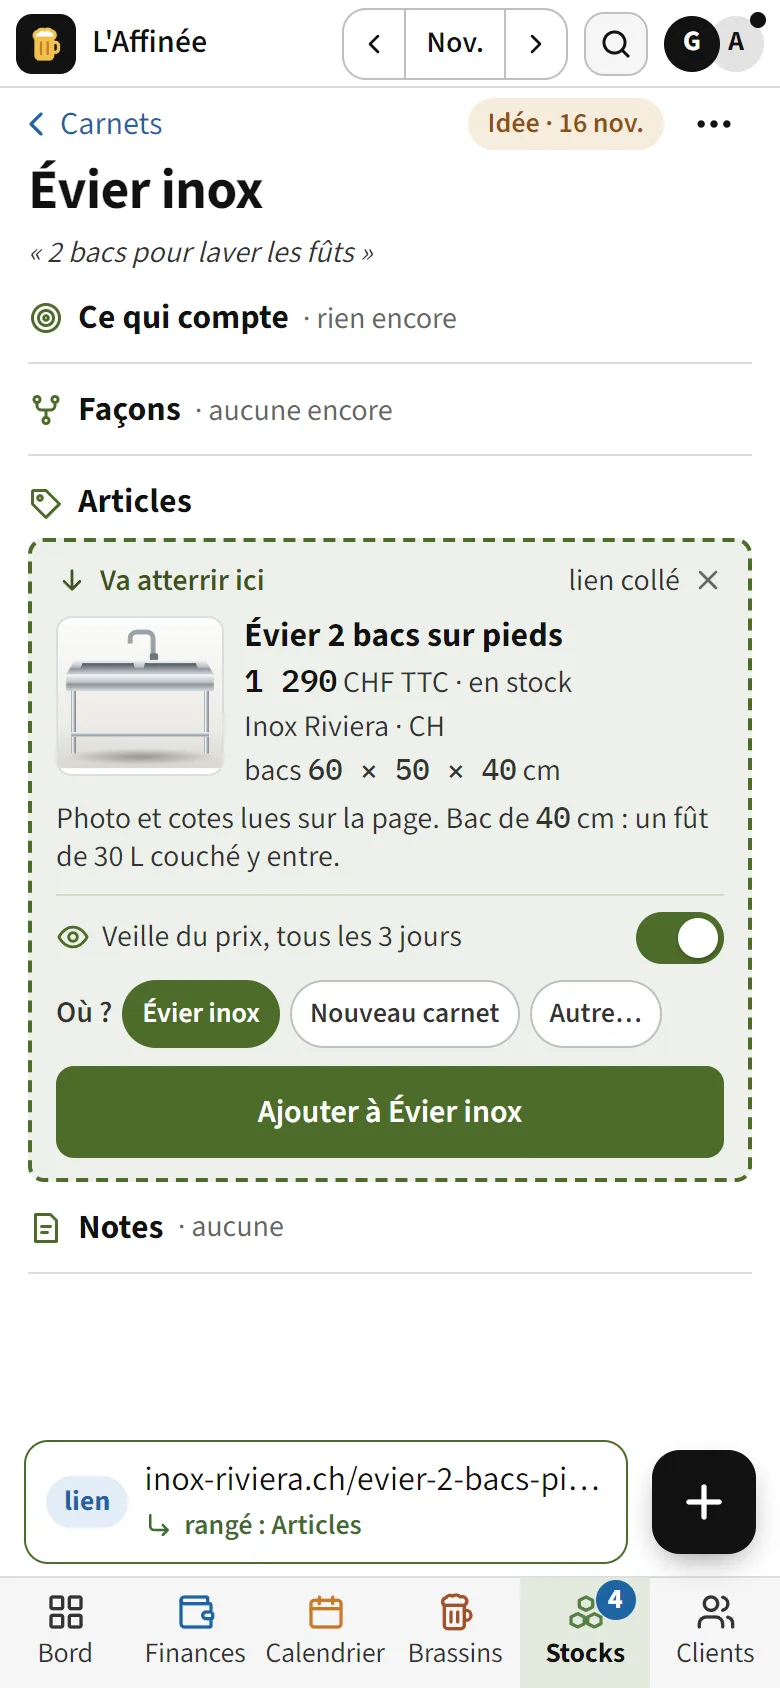 L'Affinée
Nov.
G
A
Carnets
Idée · 16 nov.
Évier inox
« 2 bacs pour laver les fûts »
Ce qui compte · rien encore
Façons · aucune encore
Articles
Va atterrir ici
lien collé
Évier 2 bacs sur pieds
1 290 CHF TTC · en stock
Inox Riviera · CH
bacs 60 × 50 × 40 cm
Photo et cotes lues sur la page. Bac de 40 cm : un fût
de 30 L couché y entre.
Veille du prix, tous les 3 jours
Où ?
Évier inox
Nouveau carnet
Autre…
Ajouter à Évier inox
Notes · aucune
lien
inox-riviera.ch/evier-2-bacs-pi…
rangé : Articles
4
Bord
Finances
Calendrier
Brassins
Stocks
Clients